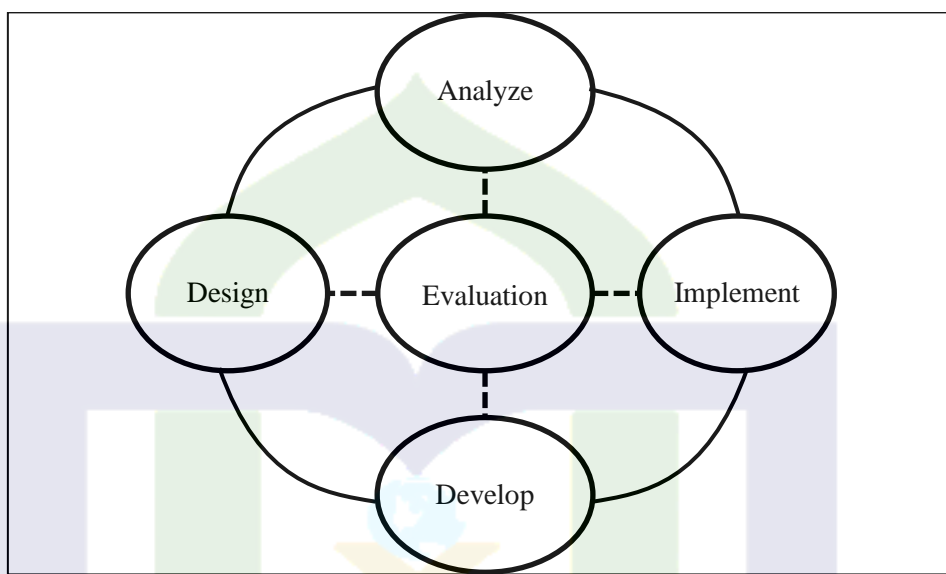 Analyze
Design
Evaluation
Implement
Develop